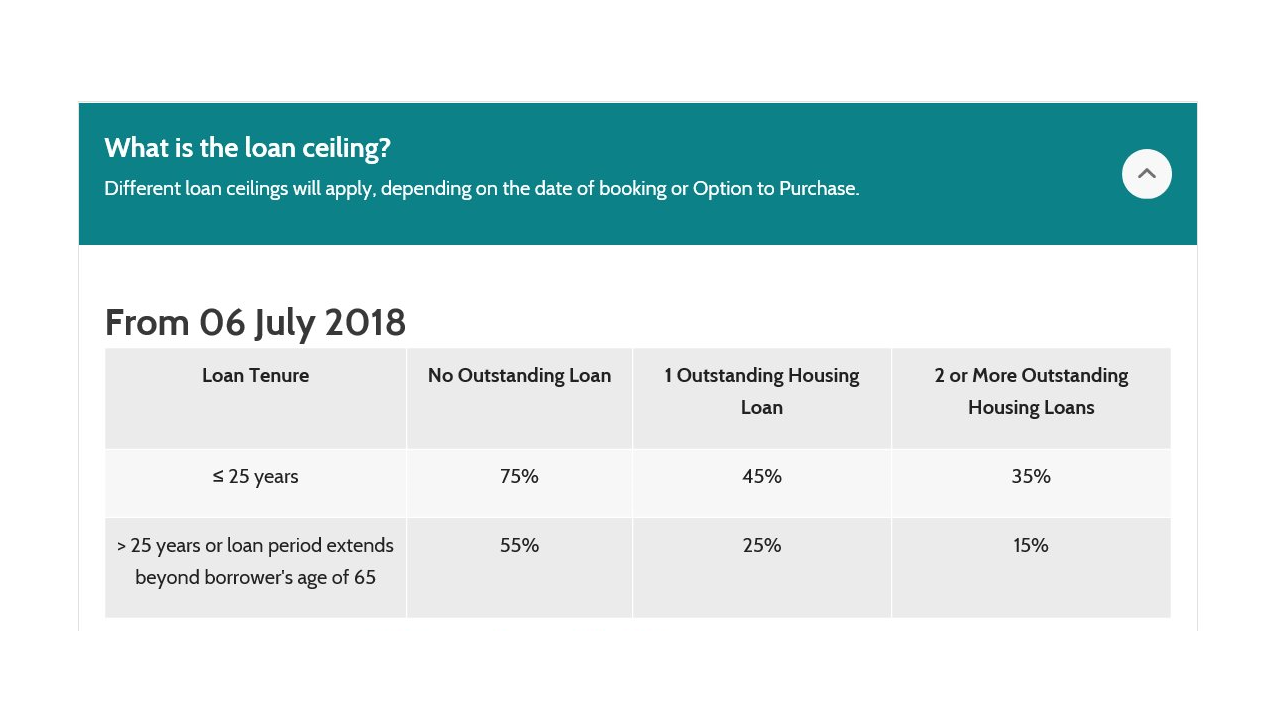 What is the loan ceiling?
Different loan ceilings will apply, depending on the date of booking or Option to Purchase.
From 06 July 2018
Loan Tenure
No Outstanding Loan
1 Outstanding Housing
Loan
2 or More Outstanding
Housing Loans
≤ 25 years
75%
45%
35%
> 25 years or loan period extends
beyond borrower's age of 65
55%
25%
15%